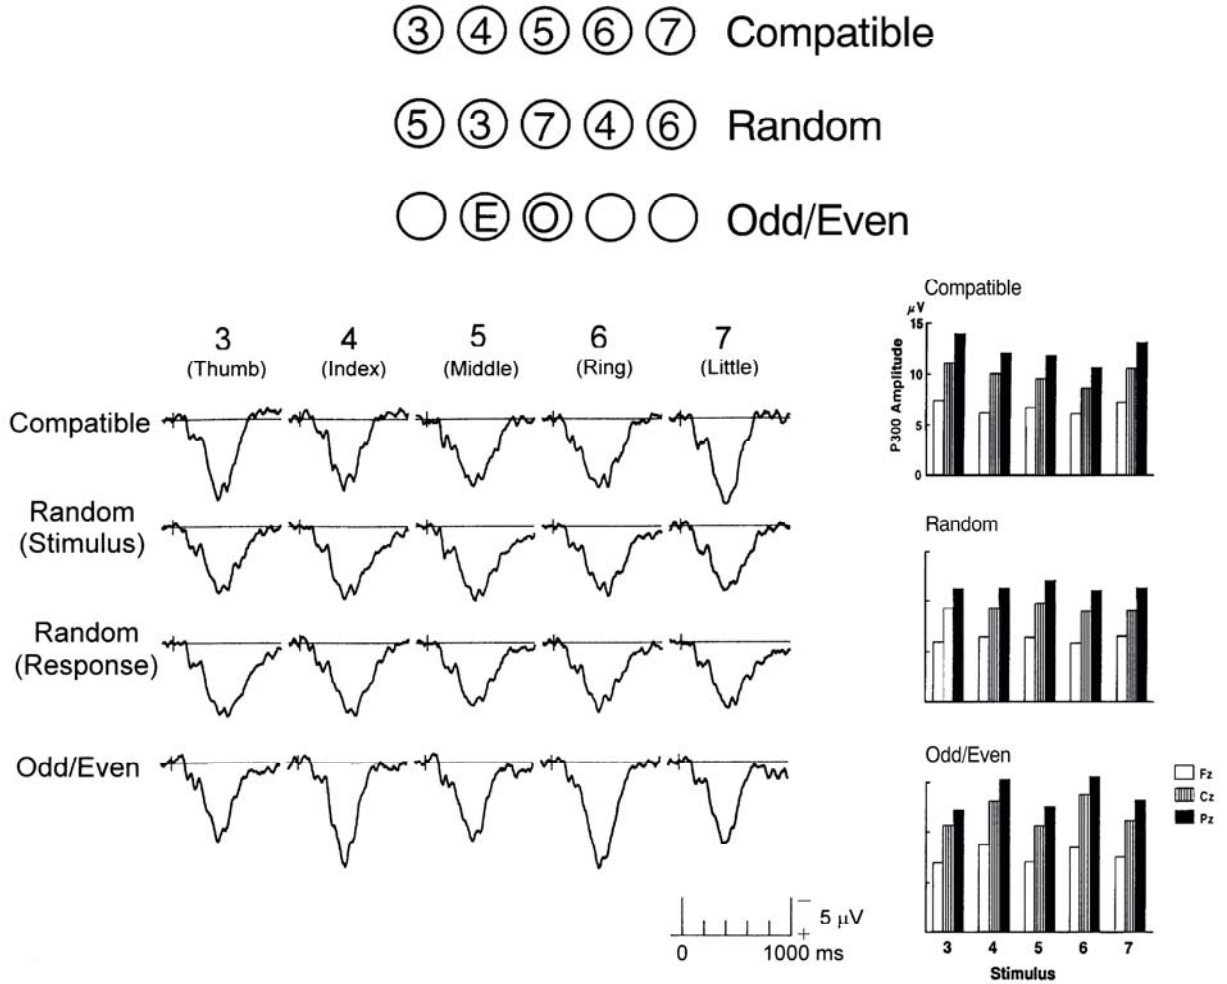 3 4 5 6 7 Compatible
5 3 7 4 6 Random
E O Odd/Even
3 4 5 6 7
(Thumb) (Index) (Middle) (Ring) (Little)
Compatible
Random
(Stimulus)
Random
(Response)
Odd/Even
5 µV
0 1000 ms
Compatible
µV
15
10
5
0
P300 Amplitude
Random
Odd/Even
Fz
Cz
Pz
3 4 5 6 7
Stimulus